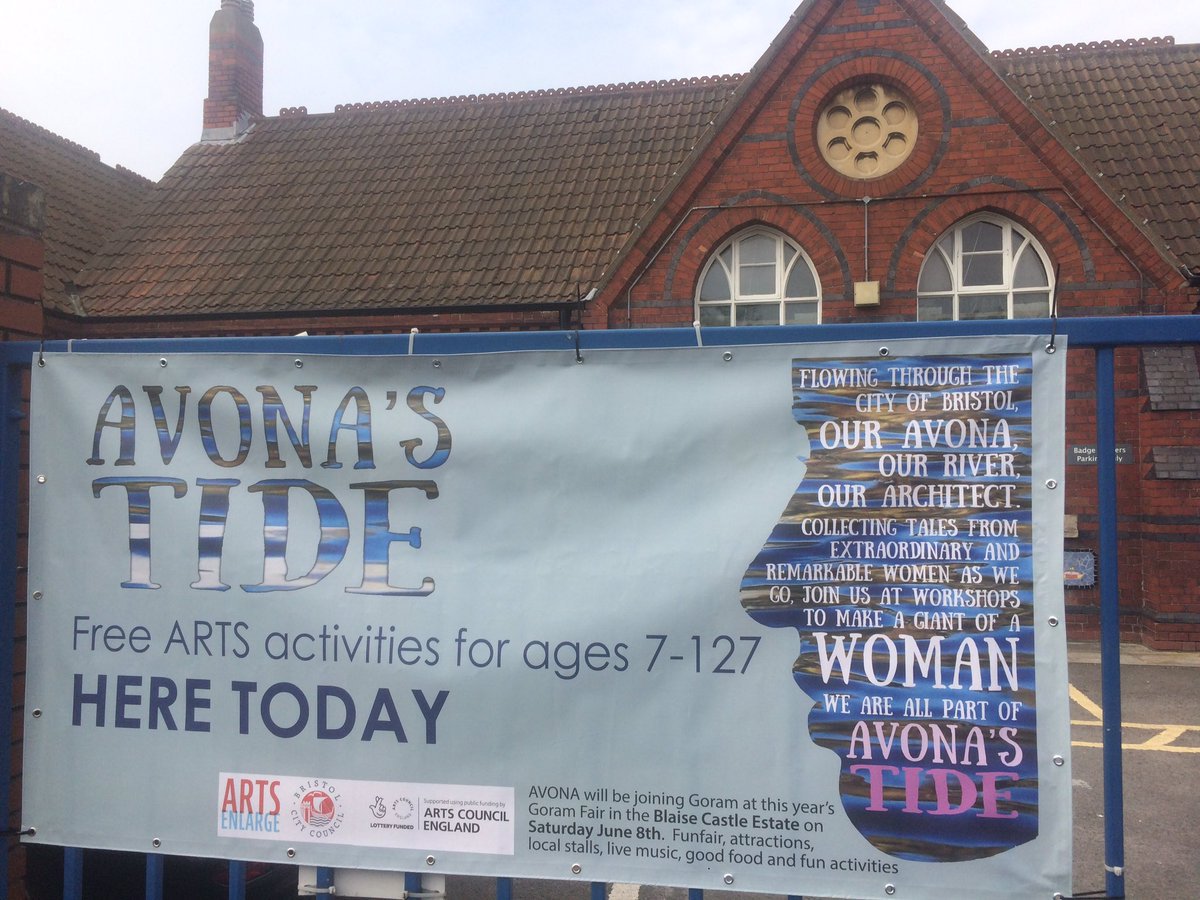 AVONA'S
TIDE
Free ARTS activities for ages 7-127
HERE TODAY
FLOWING THROUGH THE
CITY OF BRISTOL,
OUR AVONA,
OUR RIVER,
OUR ARCHITECT.
COLLECTING TALES FROM
EXTRAORDINARY AND
REMARKABLE WOMEN AS WE
GO, JOIN US AT WORKSHOPS
TO MAKE A GIANT OF A
WOMAN
WE ARE ALL PART OF
AVONA'S
TIDE
ARTS
ENLARGE
BRISTOL
CITY COUNCIL
LOTTERY FUNDED
ARTS COUNCIL
ENGLAND
Supported using public funding by
ARTS COUNCIL
ENGLAND
AVONA will be joining Goram at this year's
Goram Fair in the Blaise Castle Estate on
Saturday June 8th. Funfair, attractions,
local stalls, live music, good food and fun activities